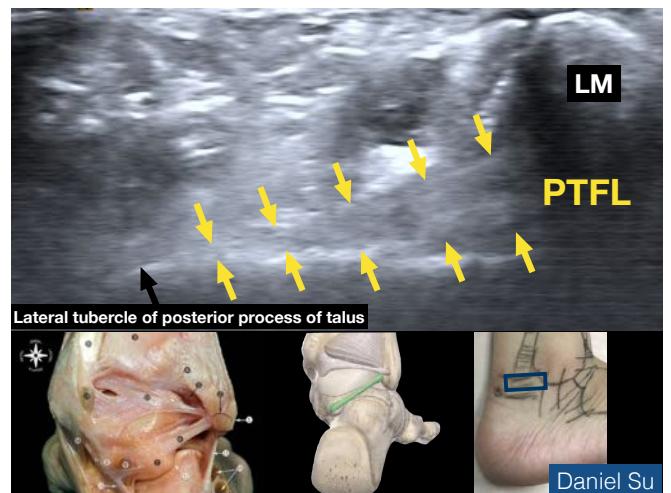 LM
PTFL
Lateral tubercle of posterior process of talus
Daniel Su